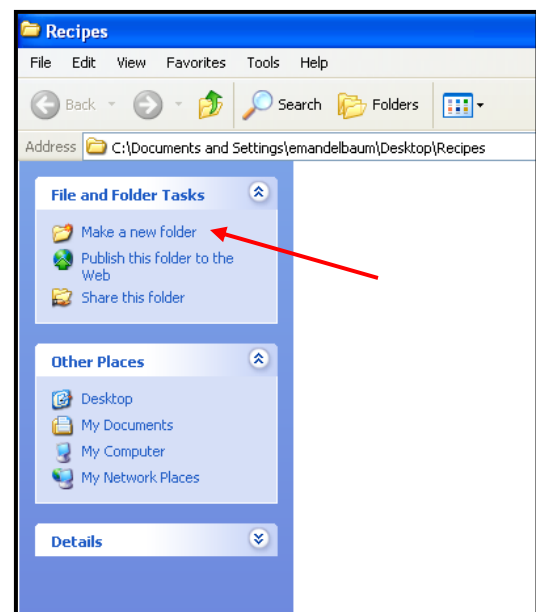 Recipes
File Edit View Favorites Tools Help
Back Search Folders
Address C:\Documents and Settings\emandelbaum\Desktop\Recipes
File and Folder Tasks
Make a new folder
Publish this folder to the
Web
Share this folder
Other Places
Desktop
My Documents
My Computer
My Network Places
Details